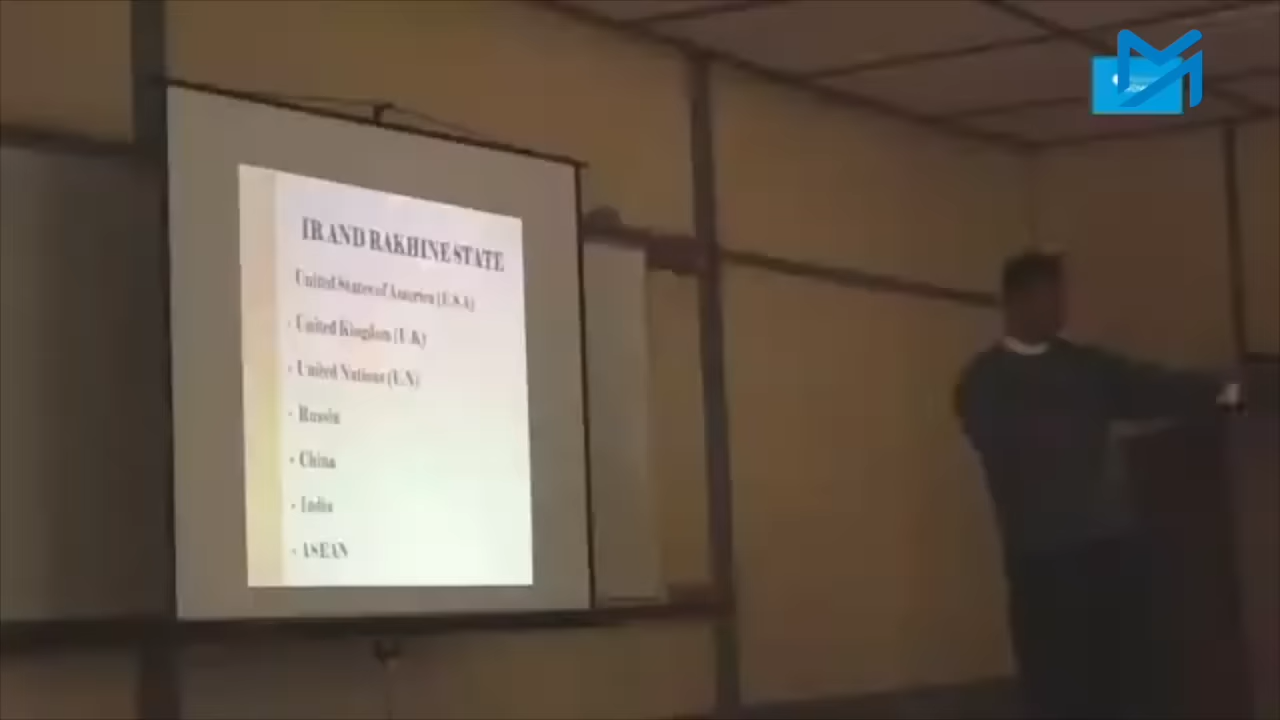 IR AND RAKHINE STATE
United States of America (U.S.A)
- United Kingdom (U.K)
- United Nations (U.N)
- Russia
- China
- India
- ASEAN